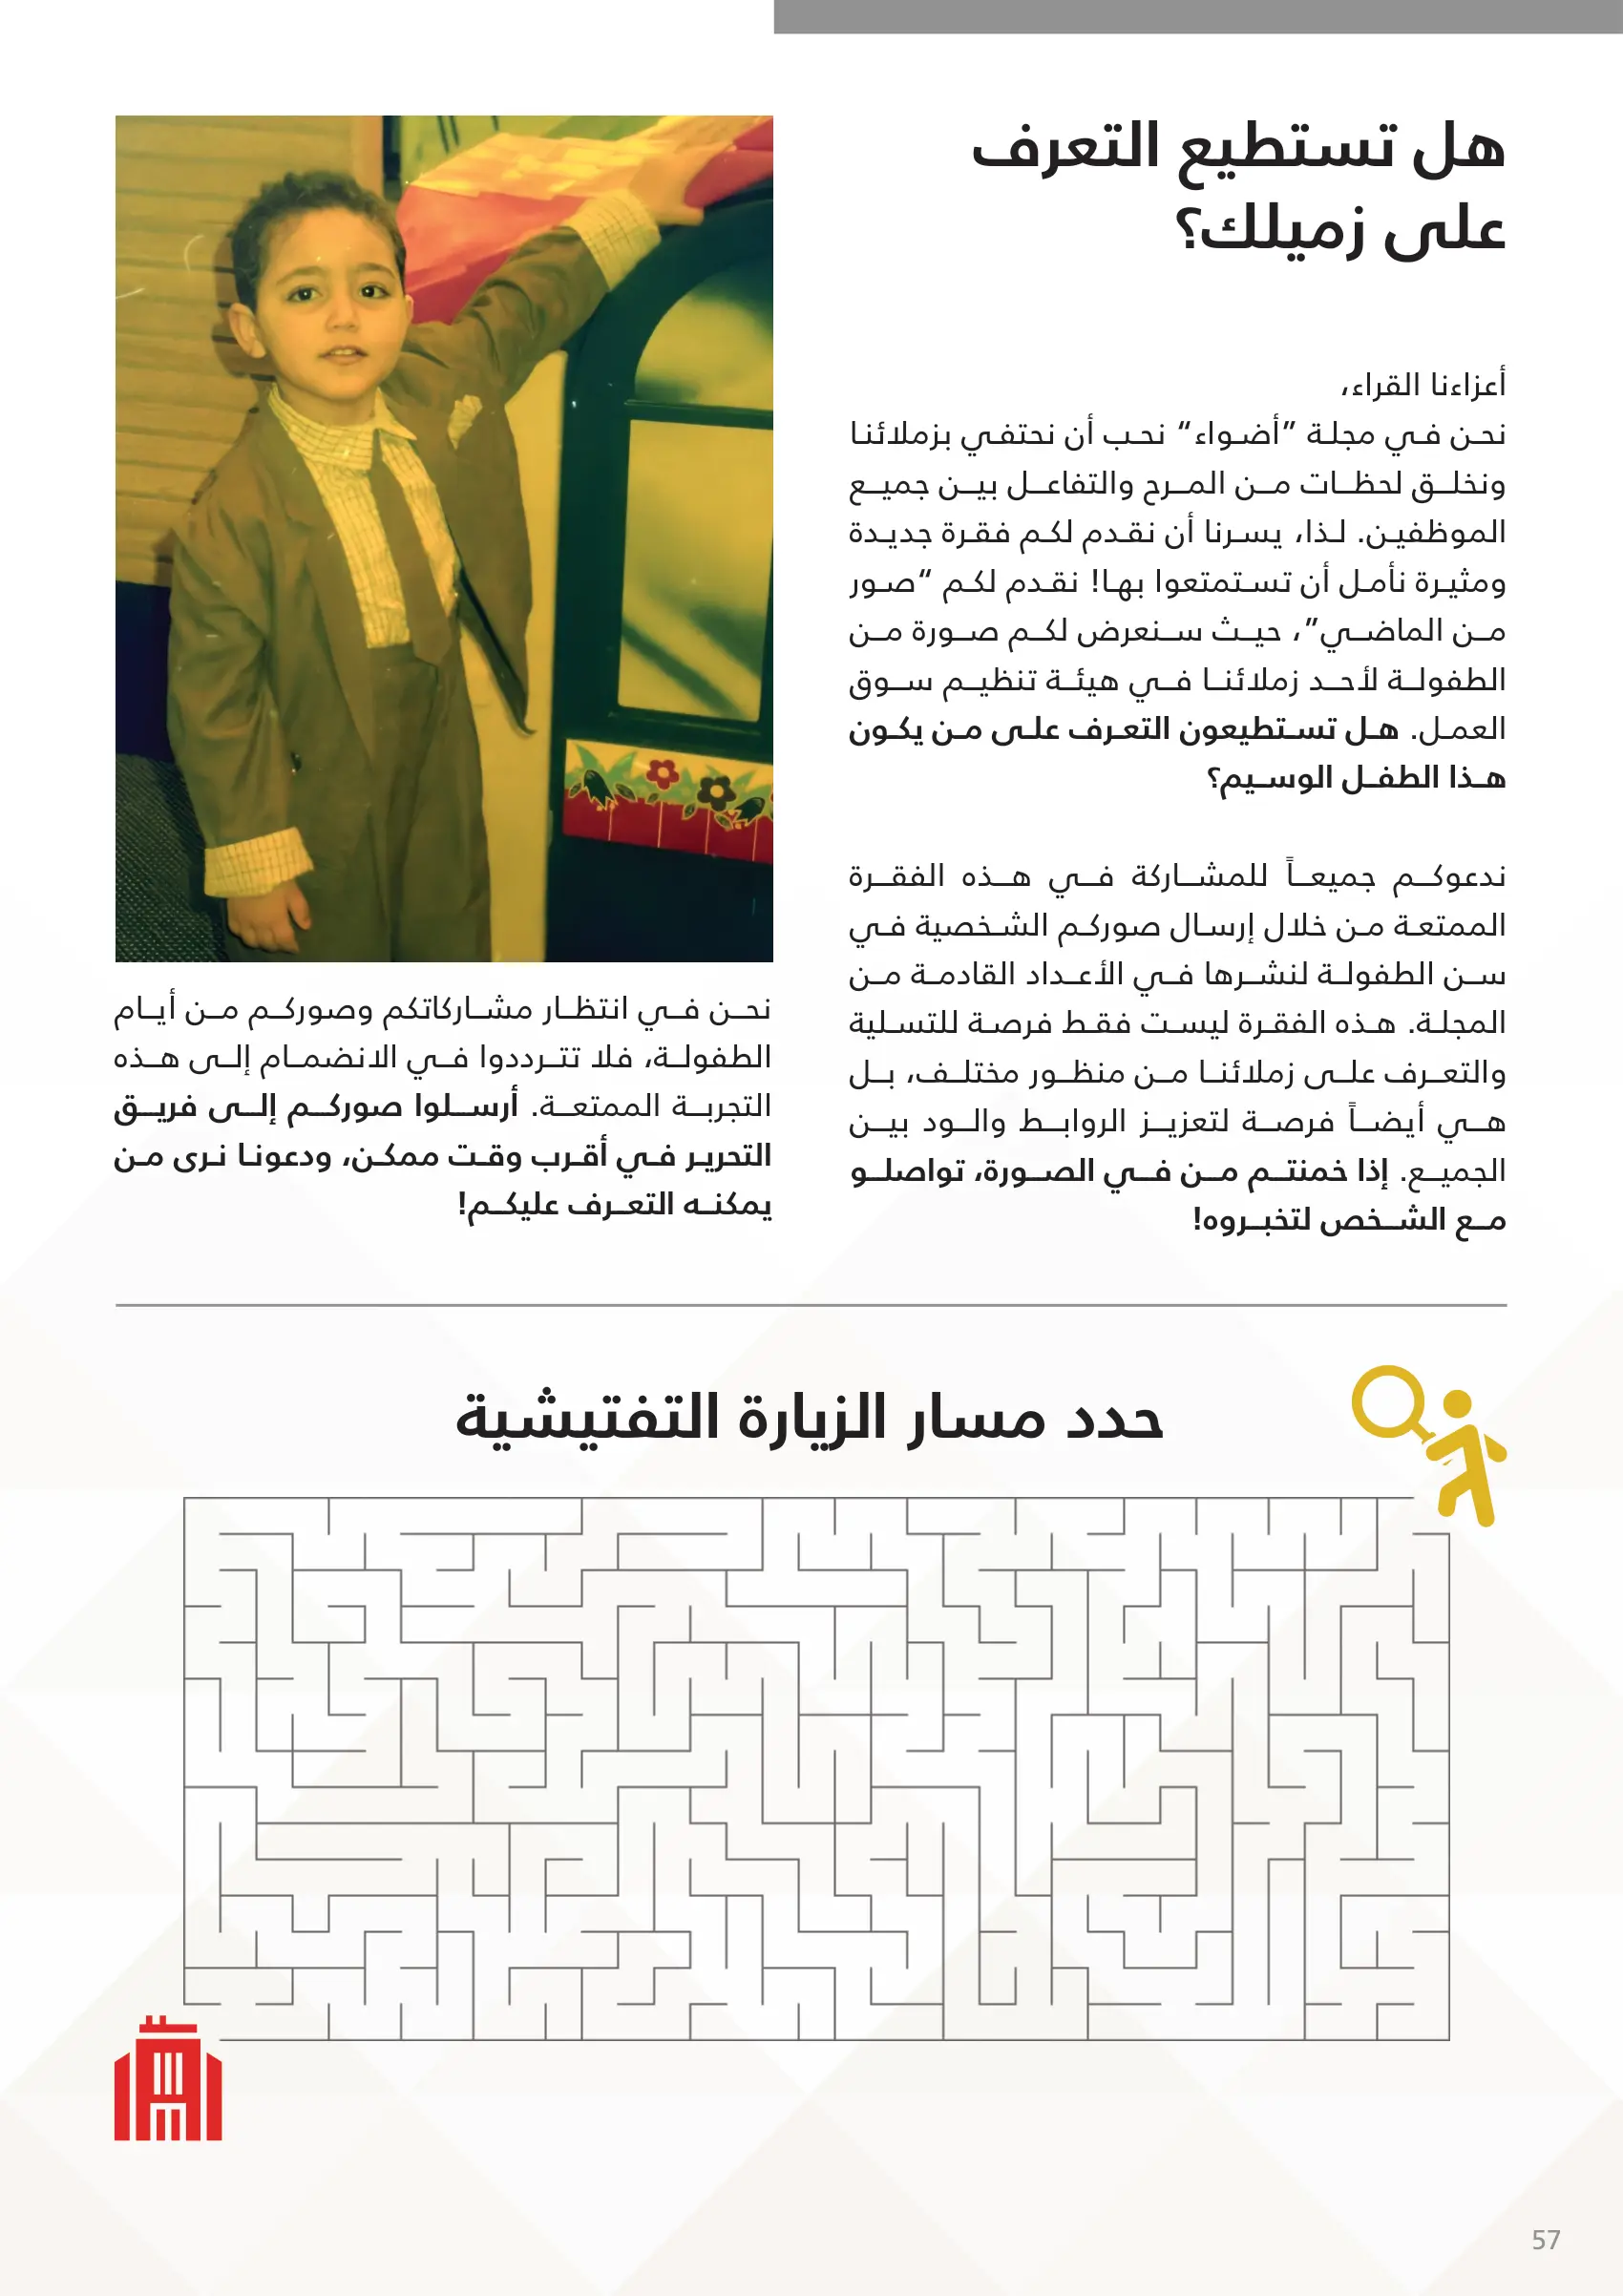 هل تستطيع التعرف
على زميلك؟
أعزاءنا القراء،
نحن في مجلة ”أضواء“ نحب أن نحتفي بزملائنا
ونخلق لحظات من المرح والتفاعل بين جميع
الموظفين. لذا، يسرنا أن نقدم لكم فقرة جديدة
ومثيرة نأمل أن تستمتعوا بها! نقدم لكم “صور
من الماضي”، حيث سنعرض لكم صورة من
الطفولة لأحد زملائنا في هيئة تنظيم سوق
العمل. هل تستطيعون التعرف على من يكون
هذا الطفل الوسيم؟
ندعوكم جميعاً للمشاركة في هذه الفقرة
الممتعة من خلال إرسال صوركم الشخصية في
سن الطفولة لنشرها في الأعداد القادمة من
المجلة. هذه الفقرة ليست فقط فرصة للتسلية
والتعرف على زملائنا من منظور مختلف، بل
هي أيضاً فرصة لتعزيز الروابط والود بين
الجميع. إذا خمنتم من في الصورة، تواصلو
مع الشخص لتخبروه!
نحن في انتظار مشاركاتكم وصوركم من أيام
الطفولة، فلا تترددوا في الانضمام إلى هذه
التجربة الممتعة. أرسلوا صوركم إلى فريق
التحرير في أقرب وقت ممكن، ودعونا نرى من
يمكنه التعرف عليكم!
حدد مسار الزيارة التفتيشية
57